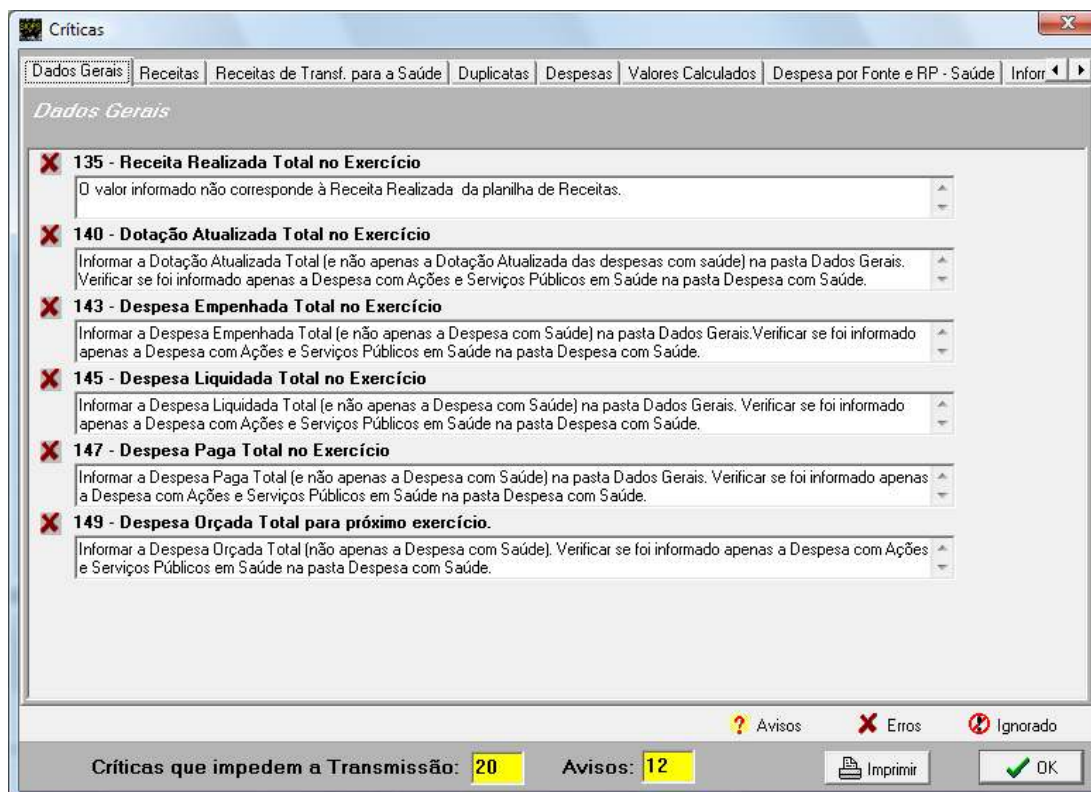 Críticas
Dados Gerais Receitas Receitas de Transf. para a Saúde Duplicatas Despesas Valores Calculados Despesa por Fonte e RP - Saúde Inforr
Dados Gerais
135 - Receita Realizada Total no Exercício
O valor informado não corresponde à Receita Realizada da planilha de Receitas.
140 - Dotação Atualizada Total no Exercício
Informar a Dotação Atualizada Total (e não apenas a Dotação Atualizada das despesas com saúde) na pasta Dados Gerais.
Verificar se foi informado apenas a Despesa com Ações e Serviços Públicos em Saúde na pasta Despesa com Saúde.
143 - Despesa Empenhada Total no Exercício
Informar a Despesa Empenhada Total (e não apenas a Despesa com Saúde) na pasta Dados Gerais.Verificar se foi informado
apenas a Despesa com Ações e Serviços Públicos em Saúde na pasta Despesa com Saúde.
145 - Despesa Liquidada Total no Exercício
Informar a Despesa Liquidada Total (e não apenas a Despesa com Saúde) na pasta Dados Gerais. Verificar se foi informado
apenas a Despesa com Ações e Serviços Públicos em Saúde na pasta Despesa com Saúde.
147 - Despesa Paga Total no Exercício
Informar a Despesa Paga Total (e não apenas a Despesa com Saúde) na pasta Dados Gerais. Verificar se foi informado apenas
a Despesa com Ações e Serviços Públicos em Saúde na pasta Despesa com Saúde.
149 - Despesa Orçada Total para próximo exercício.
Informar a Despesa Orçada Total (não apenas a Despesa com Saúde). Verificar se foi informado apenas a Despesa com Ações
e Serviços Públicos em Saúde na pasta Despesa com Saúde.
? Avisos Erros Ignorado
Críticas que impedem a Transmissão: 20 Avisos: 12 Imprimir OK